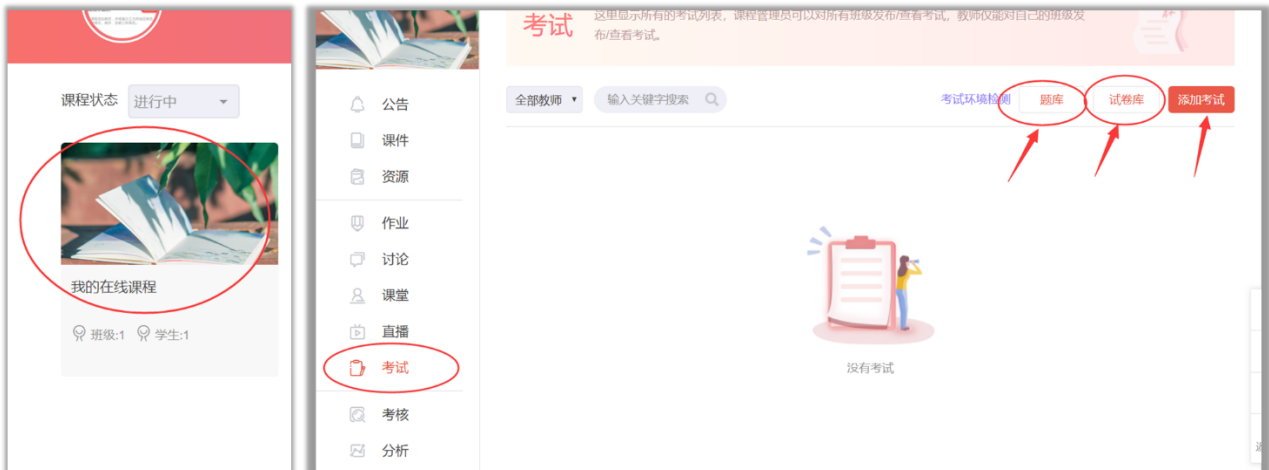 课程状态
进行中
我的在线课程
班级:1
学生:1
公告
课件
资源
作业
讨论
课堂
直播
考试
考核
分析
考试
这里显示所有的考试列表，课程管理员可以对所有班级发布/查看考试，教师仅能对自己的班级发
布/查看考试。
全部教师
输入关键字搜索
考试环境检测
题库
试卷库
添加考试
没有考试